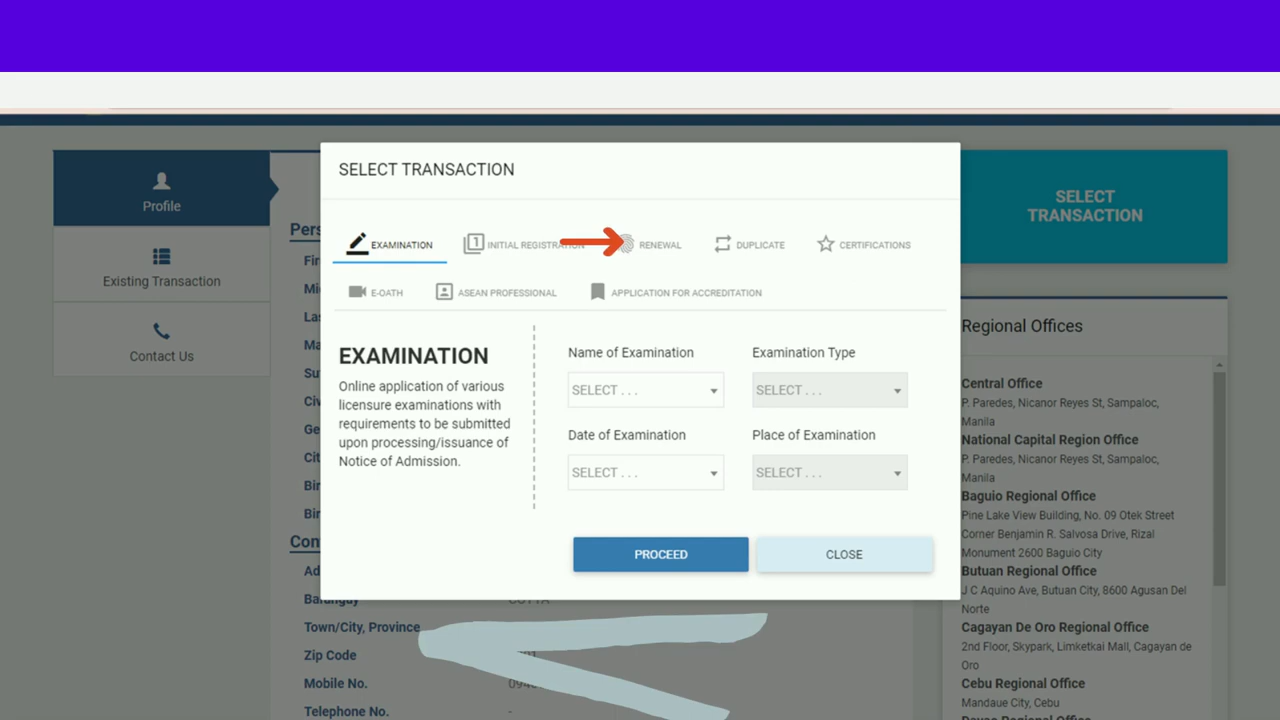 Profile
Existing Transaction
Contact Us
SELECT TRANSACTION
EXAMINATION
INITIAL REGISTRATION
RENEWAL
DUPLICATE
CERTIFICATIONS
E-OATH
ASEAN PROFESSIONAL
APPLICATION FOR ACCREDITATION
EXAMINATION
Online application of various
licensure examinations with
requirements to be submitted
upon processing/issuance of
Notice of Admission.
Name of Examination
SELECT . . .
Examination Type
SELECT . . .
Date of Examination
SELECT . . .
Place of Examination
SELECT . . .
PROCEED
CLOSE
Town/City, Province
Zip Code
Mobile No.
Telephone No.
-
SELECT
TRANSACTION
Regional Offices
Central Office
P. Paredes, Nicanor Reyes St, Sampaloc,
Manila
National Capital Region Office
P. Paredes, Nicanor Reyes St, Sampaloc,
Manila
Baguio Regional Office
Pine Lake View Building, No. 09 Otek Street
Corner Benjamin R. Salvosa Drive, Rizal
Monument 2600 Baguio City
Butuan Regional Office
J C Aquino Ave, Butuan City, 8600 Agusan Del
Norte
Cagayan De Oro Regional Office
2nd Floor, Skypark, Limketkai Mall, Cagayan de
Oro
Cebu Regional Office
Mandaue City, Cebu